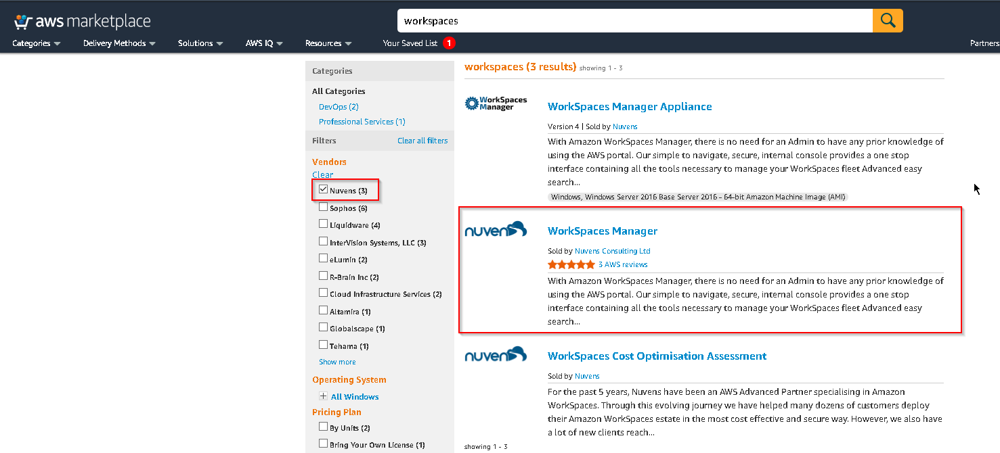 aws marketplace
workspaces
Categories
Delivery Methods
Solutions
AWS IQ
Resources
Your Saved List 1
Partners
Categories
All Categories
DevOps (2)
Professional Services (1)
Filters
Clear all filters
Vendors
Clear
Nuvens (3)
Sophos (6)
Liquidware (4)
InterVision Systems, LLC (3)
eLumin (2)
R-Brain Inc (2)
Cloud Infrastructure Services (2)
Altamira (1)
Globalscape (1)
Tehama (1)
Show more
Operating System
All Windows
Pricing Plan
By Units (2)
Bring Your Own License (1)
workspaces (3 results) showing 1 - 3
WorkSpaces
Manager
WorkSpaces Manager Appliance
Version 4 | Sold by Nuvens
With Amazon WorkSpaces Manager, there is no need for an Admin to have any prior knowledge of
using the AWS portal. Our simple to navigate, secure, internal console provides a one stop
interface containing all the tools necessary to manage your WorkSpaces fleet Advanced easy
search...
Windows, Windows Server 2016 Base Server 2016 - 64-bit Amazon Machine Image (AMI)
nuvens
WorkSpaces Manager
Sold by Nuvens Consulting Ltd
3 AWS reviews
With Amazon WorkSpaces Manager, there is no need for an Admin to have any prior knowledge of
using the AWS portal. Our simple to navigate, secure, internal console provides a one stop
interface containing all the tools necessary to manage your WorkSpaces fleet Advanced easy
search...
nuvens
WorkSpaces Cost Optimisation Assessment
Sold by Nuvens
For the past 5 years, Nuvens have been an AWS Advanced Partner specialising in Amazon
WorkSpaces. Through this evolving journey we have helped many dozens of customers deploy
their Amazon WorkSpaces estate in the most cost effective and secure way. However, we also have
a lot of new clients reach...
showing 1 - 3